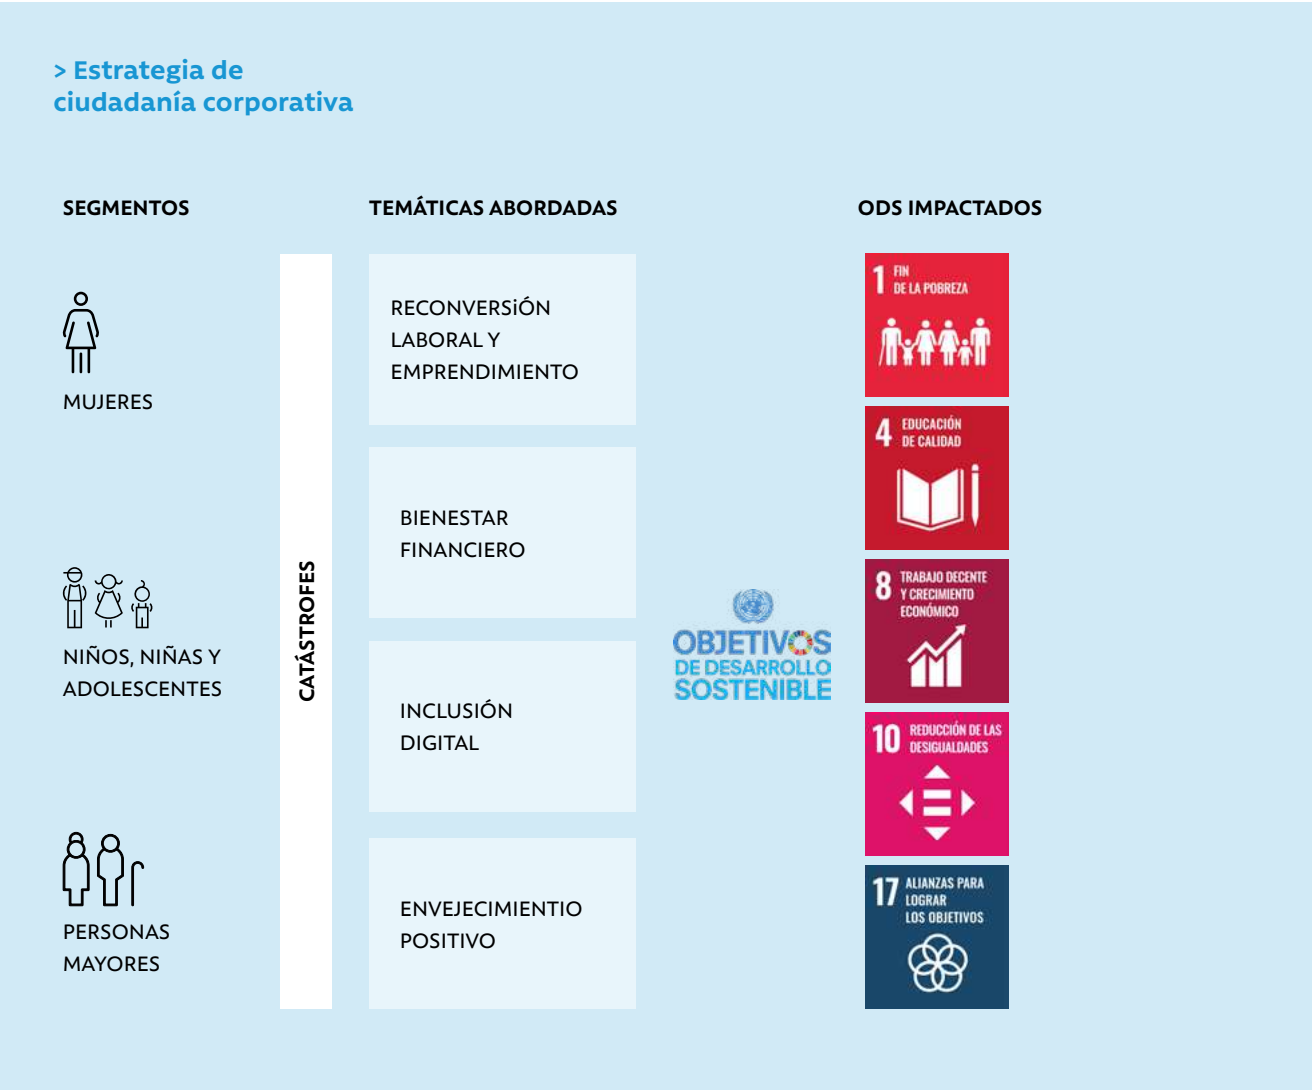 > Estrategia de
ciudadanía corporativa
SEGMENTOS
MUJERES
NIÑOS, NIÑAS Y
ADOLESCENTES
PERSONAS
MAYORES
CATÁSTROFES
TEMÁTICAS ABORDADAS
RECONVERSiÓN
LABORAL Y
EMPRENDIMIENTO
BIENESTAR
FINANCIERO
INCLUSIÓN
DIGITAL
ENVEJECIMIENTIO
POSITIVO
OBJETIVOS
DE DESARROLLO
SOSTENIBLE
ODS IMPACTADOS
1 FIN
DE LA POBREZA
4 EDUCACIÓN
DE CALIDAD
8 TRABAJO DECENTE
Y CRECIMIENTO
ECONÓMICO
10 REDUCCIÓN DE LAS
DESIGUALDADES
17 ALIANZAS PARA
LOGRAR
LOS OBJETIVOS